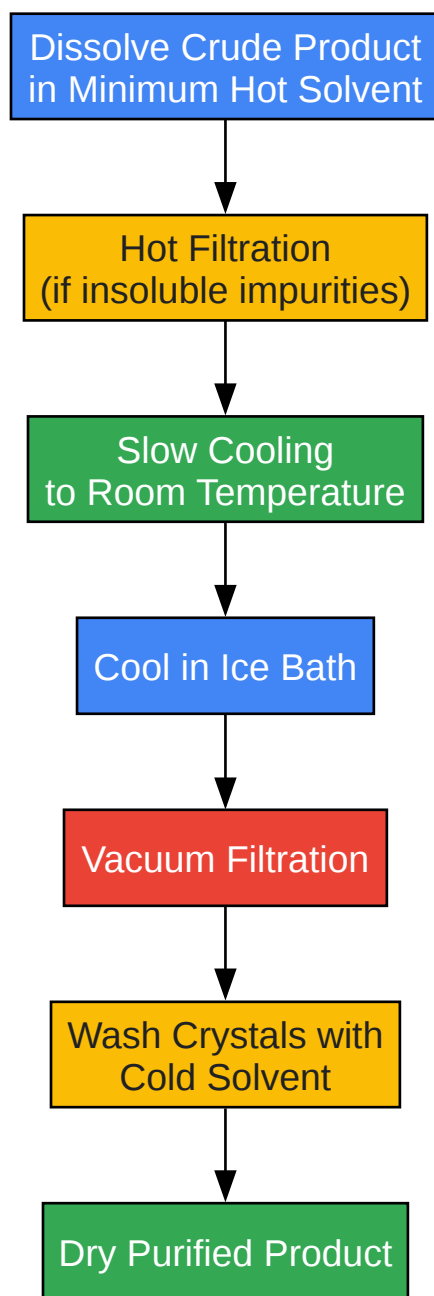 Dissolve Crude Product
in Minimum Hot Solvent
Hot Filtration
(if insoluble impurities)
Slow Cooling
to Room Temperature
Cool in Ice Bath
Vacuum Filtration
Wash Crystals with
Cold Solvent
Dry Purified Product